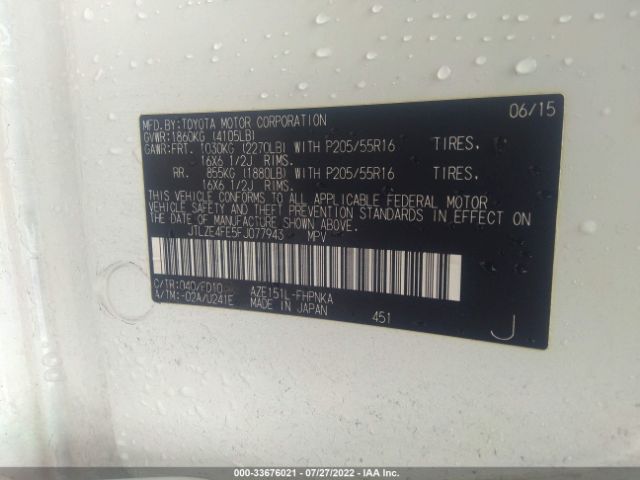 MFD.BY:TOYOTA MOTOR CORPORATION 06/15
GVWR:1860KG (4105LB)
GAWR:FRT. 1030KG (2270LB) WITH P205/55R16 TIRES.
16X6 1/2J RIMS.
RR. 855KG (1880LB) WITH P205/55R16 TIRES.
16X6 1/2J RIMS.
THIS VEHICLE CONFORMS TO ALL APPLICABLE FEDERAL MOTOR
VEHICLE SAFETY AND THEFT PREVENTION STANDARDS IN EFFECT ON
THE DATE OF MANUFACTURE SHOWN ABOVE.
JTLZE4FE5FJ077943 MPV
C/TR:040/FD10 AZE151L-FHPNKA
A/TM:-02A/U241E MADE IN JAPAN 451 J
000-33676021 - 07/27/2022 - IAA Inc.